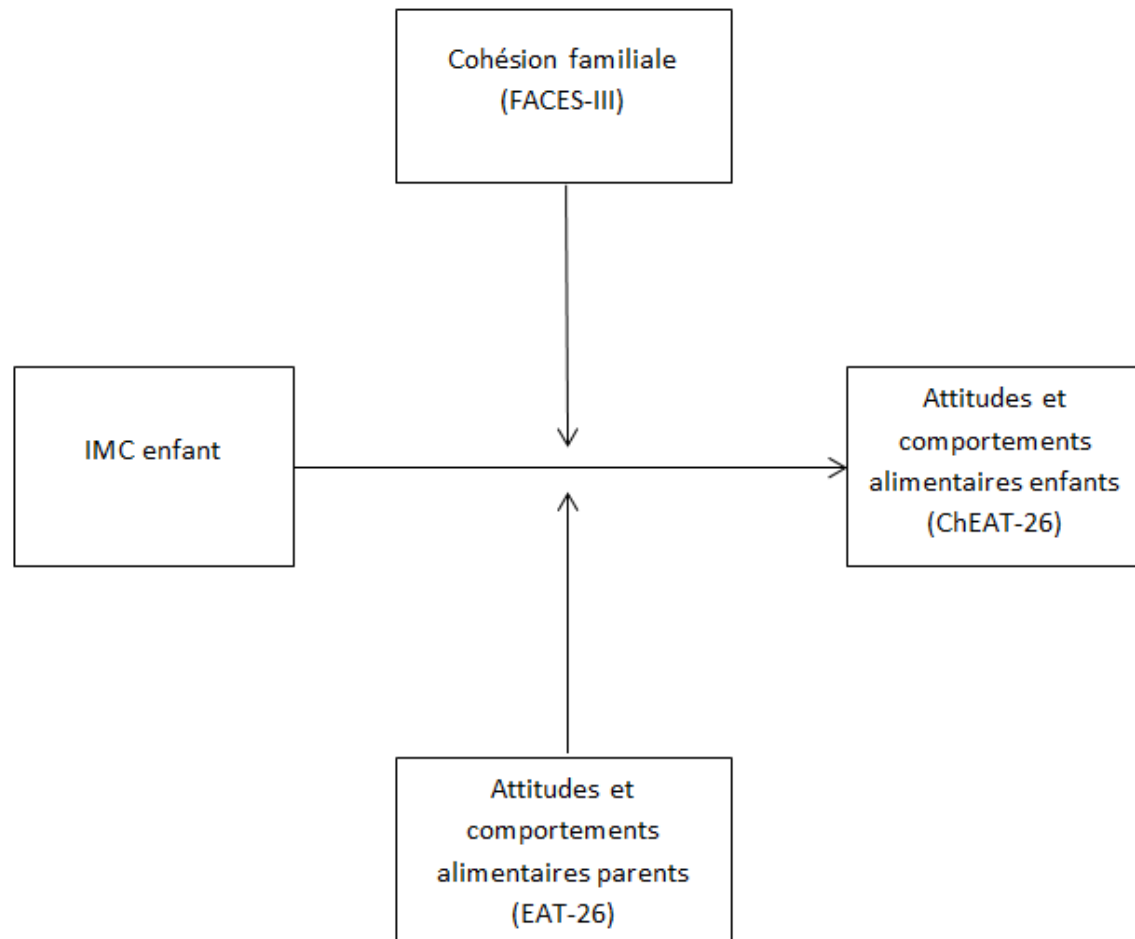 Cohésion familiale
(FACES-III)
IMC enfant
Attitudes et
comportements
alimentaires enfants
(ChEAT-26)
Attitudes et
comportements
alimentaires parents
(EAT-26)